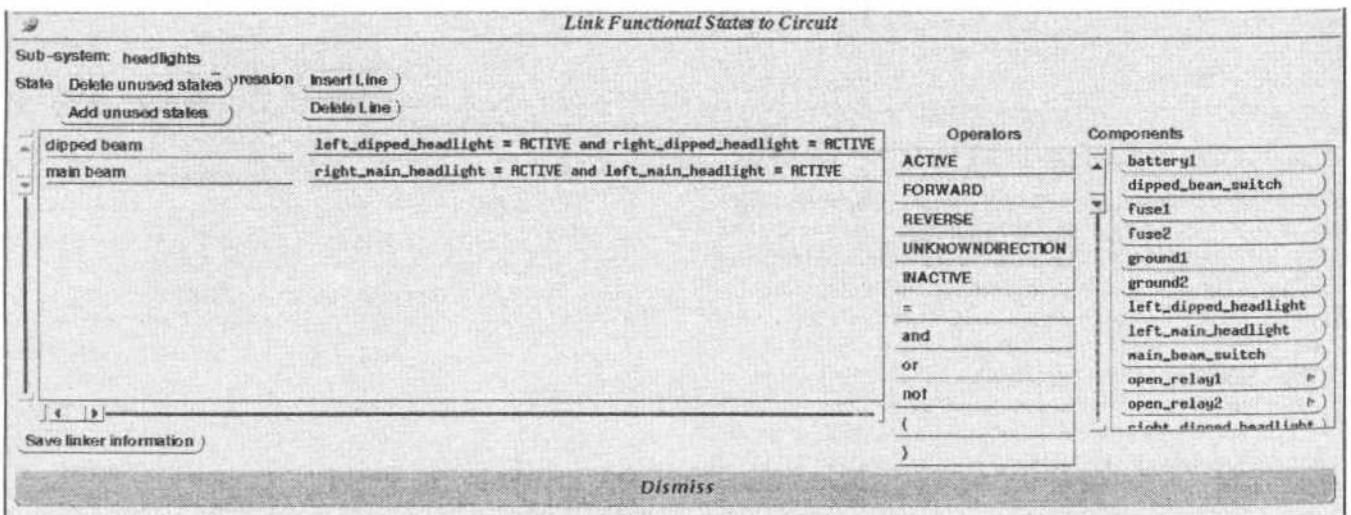 Link Functional States to Circuit
Sub-system: headlights
State Delete unused states pression Insert Line
Add unused states Delete Line
Operators Components
dipped beam left_dipped_headlight = ACTIVE and right_dipped_headlight = ACTIVE
main beam right_main_headlight = ACTIVE and left_main_headlight = ACTIVE
ACTIVE
FORWARD
REVERSE
UNKNOWNDIRECTION
INACTIVE
=
and
or
not
(
)
battery1
dipped_beam_switch
fuse1
fuse2
ground1
ground2
left_dipped_headlight
left_main_headlight
main_beam_switch
open_relay1
open_relay2
right_dipped_headlight
Save linker information
Dismiss